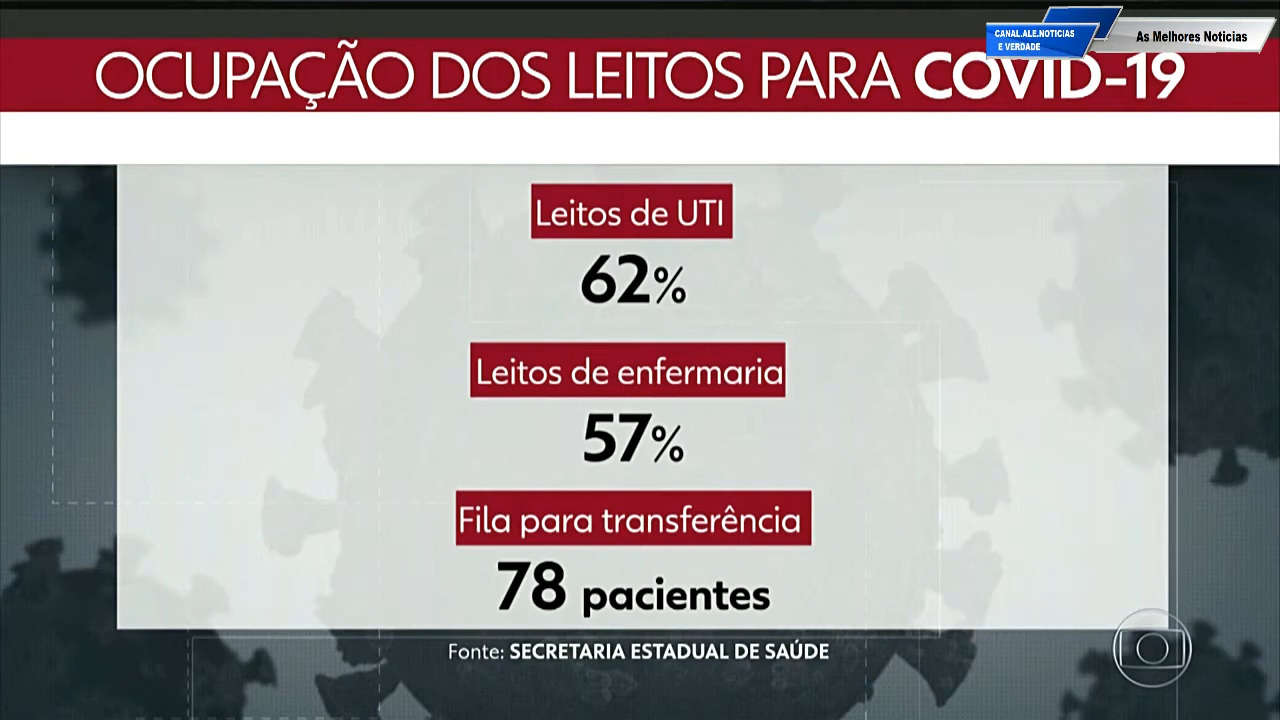 CANAL.ALE.NOTICIAS
E VERDADE
As Melhores Noticias
OCUPAÇÃO DOS LEITOS PARA COVID-19
Leitos de UTI
62%
Leitos de enfermaria
57%
Fila para transferência
78 pacientes
Fonte: SECRETARIA ESTADUAL DE SAÚDE